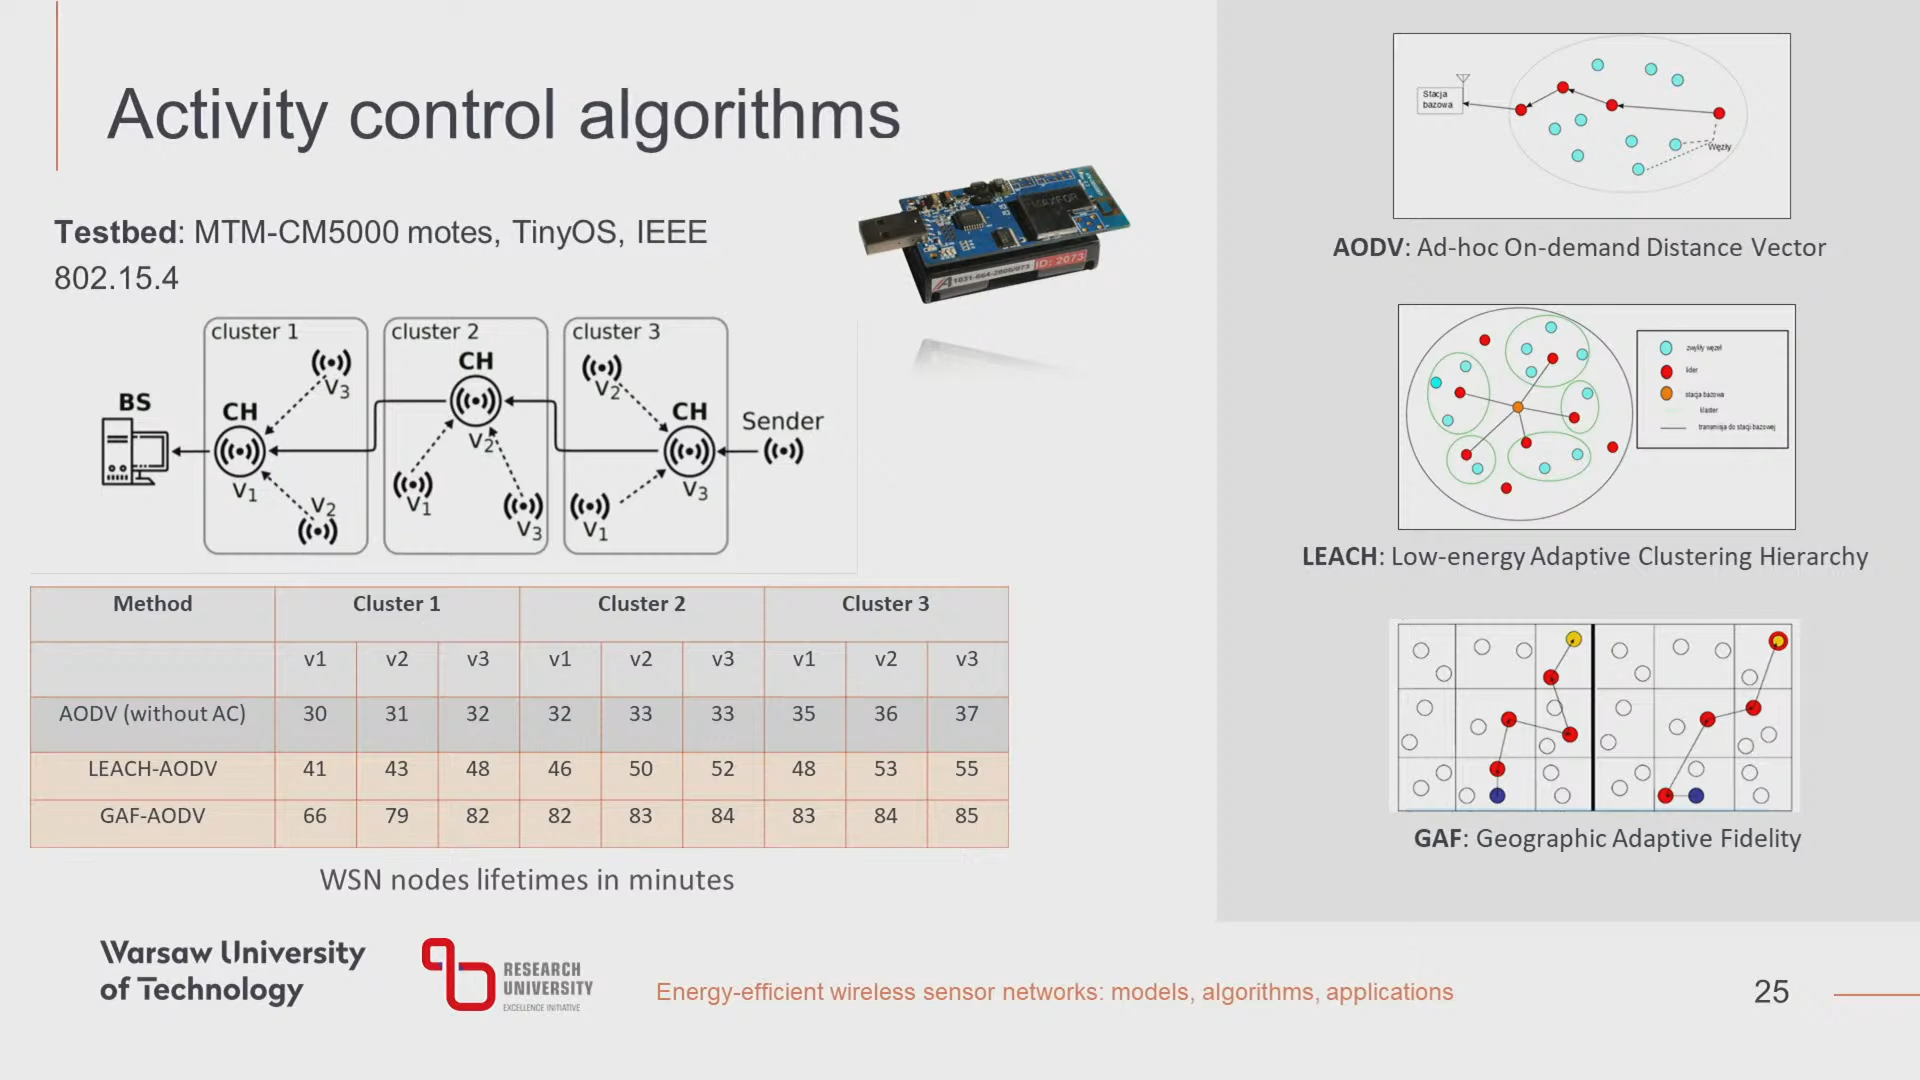 Activity control algorithms
Testbed: MTM-CM5000 motes, TinyOS, IEEE
802.15.4
MAXFOR
1031-664-2000/073 ID: 2073
cluster 1
cluster 2
cluster 3
BS
CH
V3
V1
V2
CH
V2
V1
V3
V2
CH
V3
V1
Sender
Method Cluster 1 Cluster 2 Cluster 3
v1 v2 v3 v1 v2 v3 v1 v2 v3
AODV (without AC) 30 31 32 32 33 33 35 36 37
LEACH-AODV 41 43 48 46 50 52 48 53 55
GAF-AODV 66 79 82 82 83 84 83 84 85
WSN nodes lifetimes in minutes
Stacja
bazowa
Węzły
AODV: Ad-hoc On-demand Distance Vector
zwykły węzeł
lider
stacja bazowa
klaster
transmisja do stacji bazowej
LEACH: Low-energy Adaptive Clustering Hierarchy
GAF: Geographic Adaptive Fidelity
Warsaw University
of Technology
RESEARCH
UNIVERSITY
EXCELLENCE INITIATIVE
Energy-efficient wireless sensor networks: models, algorithms, applications
25